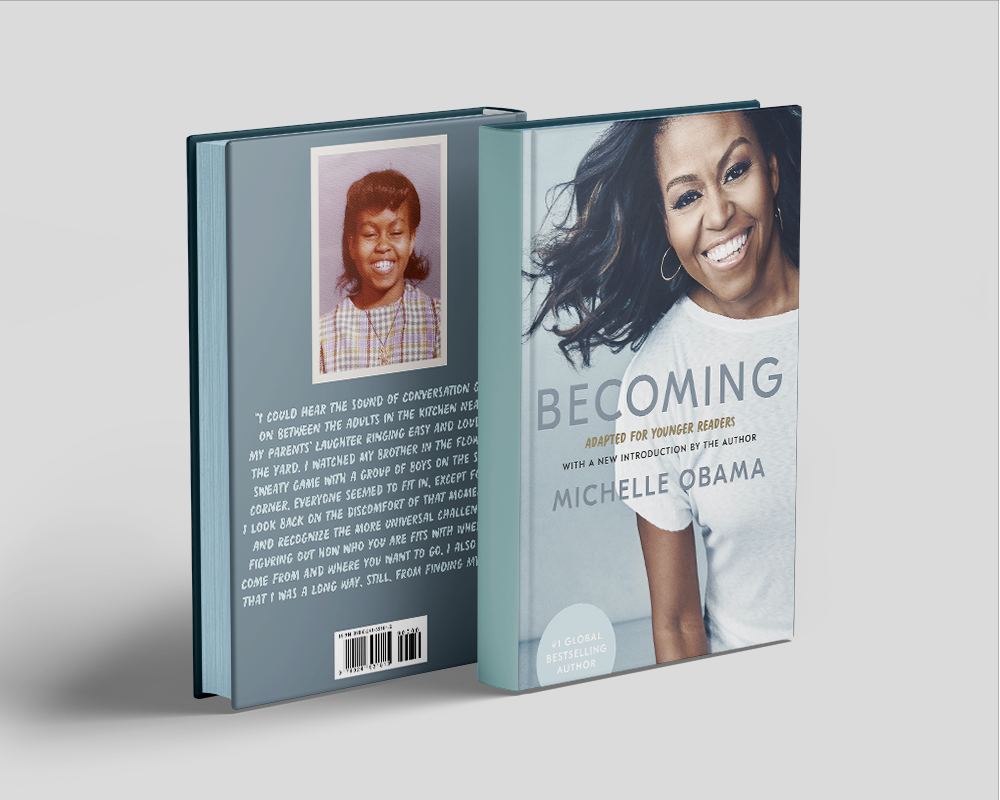 "I COULD HEAR THE SOUND OF CONVERSATION
ON BETWEEN THE ADULTS IN THE KITCHEN
MY PARENTS' LAUGHTER RINGING EASY AND
THE YARD. I WATCHED MY BROTHER IN THE FLOW
SWEATY GAME WITH A GROUP OF BOYS ON THE
CORNER. EVERYONE SEEMED TO FIT IN, EXCEPT
I LOOK BACK ON THE DISCOMFORT OF THAT
AND RECOGNIZE THE MORE UNIVERSAL
FIGURING OUT HOW WHO YOU ARE FITS WITH
COME FROM AND WHERE YOU WANT TO GO. I ALSO
THAT I WAS A LONG WAY, STILL, FROM FINDING
BECOMING
ADAPTED FOR YOUNGER READERS
WITH A NEW INTRODUCTION BY THE AUTHOR
MICHELLE OBAMA
#1 GLOBAL
BESTSELLING
AUTHOR